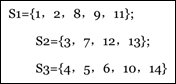 S1={1, 2, 8, 9, 11};
S2={3, 7, 12, 13};
S3={4, 5, 6, 10, 14}